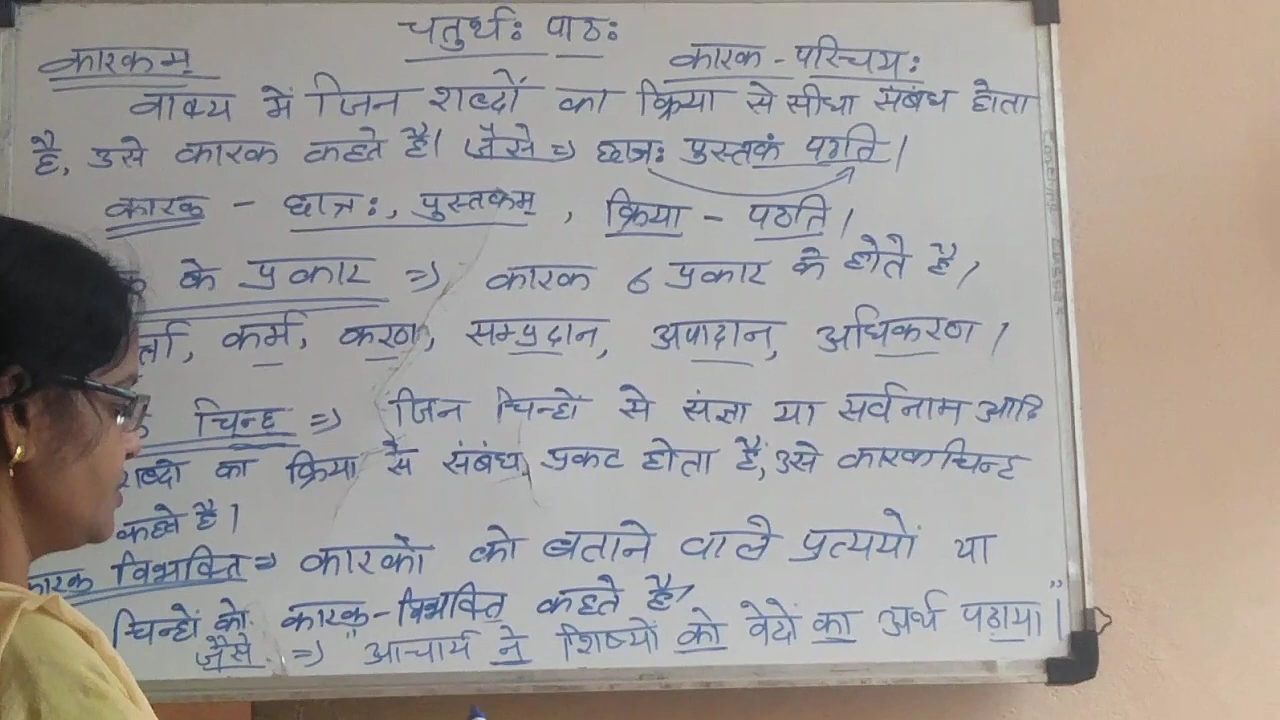 चतुर्थः पाठः
कारकम् कारक - परिचयः
वाक्य में जिन शब्दों का क्रिया से सीधा संबंध होता
है, उसे कारक कहते है। जैसे ⇒ छात्रः पुस्तकं पठति।
कारक - छात्रः, पुस्तकम्, क्रिया - पठति।
के प्रकार ⇒ कारक ६ प्रकार के होते है।
र्ता, कर्म, करण, सम्प्रदान, अपादान, अधिकरण।
चिन्ह ⇒ जिन चिन्हों से संज्ञा या सर्वनाम आदि
शब्दो का क्रिया से संबंध प्रकट होता है, उसे कारकचिन्ह
कहते है।
कारक विभक्ति ⇒ कारको को बताने वाले प्रत्ययों या
चिन्हों को कारक-विभक्ति कहते है।
जैसे ⇒ "आचार्य ने शिष्यों को वेदों का अर्थ पढ़ाया।"